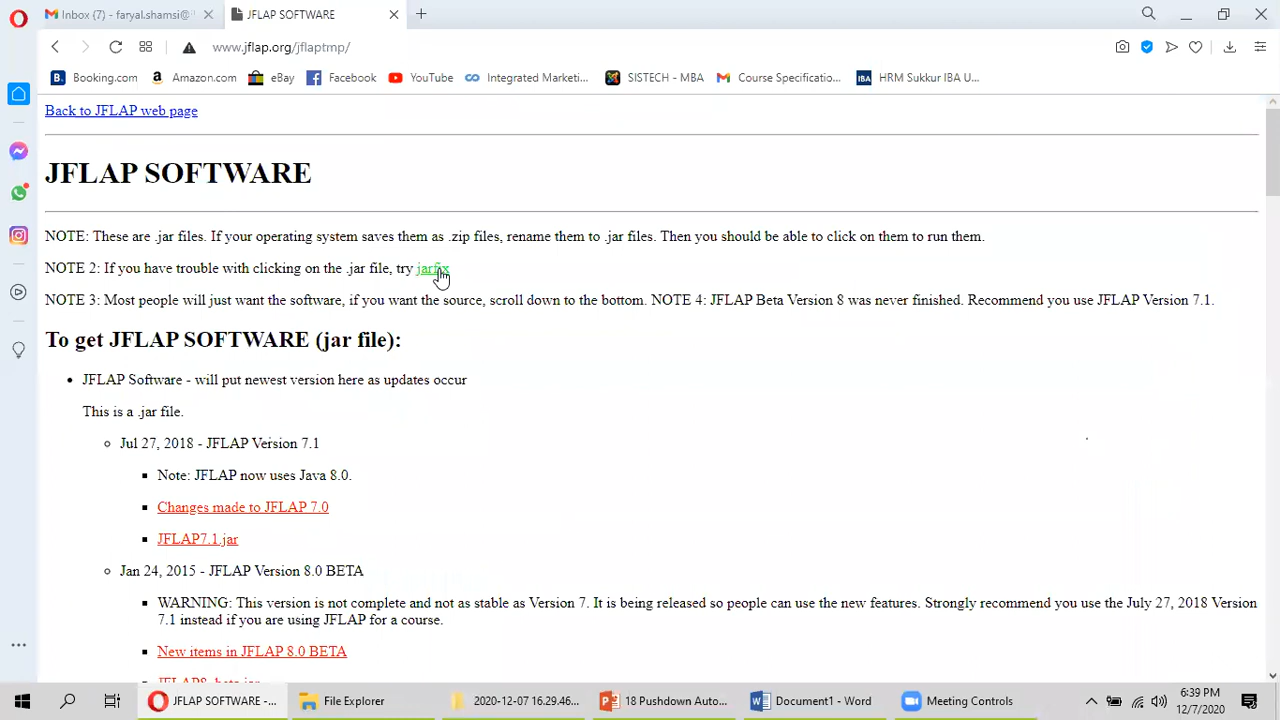 Inbox (7) - faryal.shamsi
JFLAP SOFTWARE
www.jflap.org/jflaptmp/
Booking.com
Amazon.com
eBay
Facebook
YouTube
Integrated Marketi...
SISTECH - MBA
Course Specificatio...
HRM Sukkur IBA U...
Back to JFLAP web page
JFLAP SOFTWARE
NOTE: These are .jar files. If your operating system saves them as .zip files, rename them to .jar files. Then you should be able to click on them to run them.
NOTE 2: If you have trouble with clicking on the .jar file, try jarfix
NOTE 3: Most people will just want the software, if you want the source, scroll down to the bottom. NOTE 4: JFLAP Beta Version 8 was never finished. Recommend you use JFLAP Version 7.1.
To get JFLAP SOFTWARE (jar file):
JFLAP Software - will put newest version here as updates occur
This is a .jar file.
Jul 27, 2018 - JFLAP Version 7.1
Note: JFLAP now uses Java 8.0.
Changes made to JFLAP 7.0
JFLAP7.1.jar
Jan 24, 2015 - JFLAP Version 8.0 BETA
WARNING: This version is not complete and not as stable as Version 7. It is being released so people can use the new features. Strongly recommend you use the July 27, 2018 Version
7.1 instead if you are using JFLAP for a course.
New items in JFLAP 8.0 BETA
JFLAP SOFTWARE -...
File Explorer
2020-12-07 16.29.46...
18 Pushdown Auto...
Document1 - Word
Meeting Controls
6:39 PM
12/7/2020